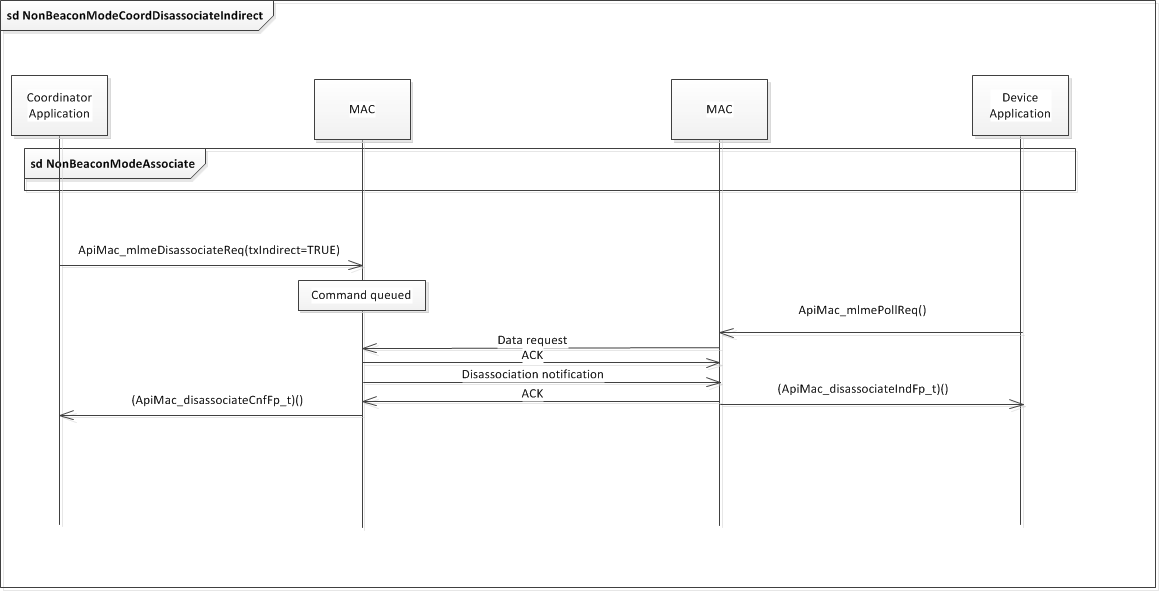 sd NonBeaconModeCoordDisassociateIndirect
Coordinator
Application
MAC
MAC
Device
Application
sd NonBeaconModeAssociate
ApiMac_mlmeDisassociateReq(txIndirect=TRUE)
Command queued
ApiMac_mlmePollReq()
Data request
ACK
Disassociation notification
(ApiMac_disassociateIndFp_t)()
ACK
(ApiMac_disassociateCnfFp_t)()